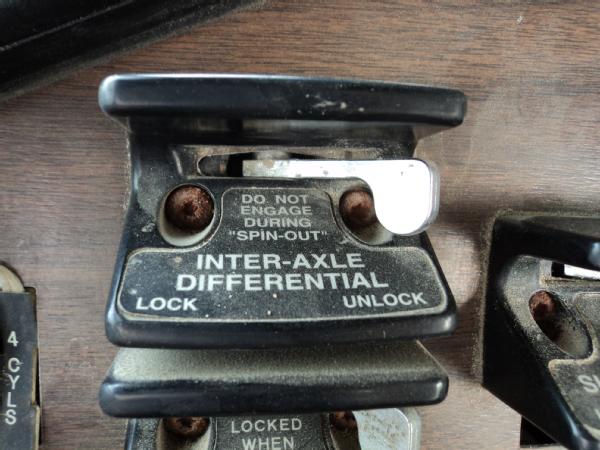 DO NOT
ENGAGE
DURING
"SPIN-OUT"
INTER-AXLE
DIFFERENTIAL
LOCK UNLOCK
4
CYLS
LOCKED
WHEN